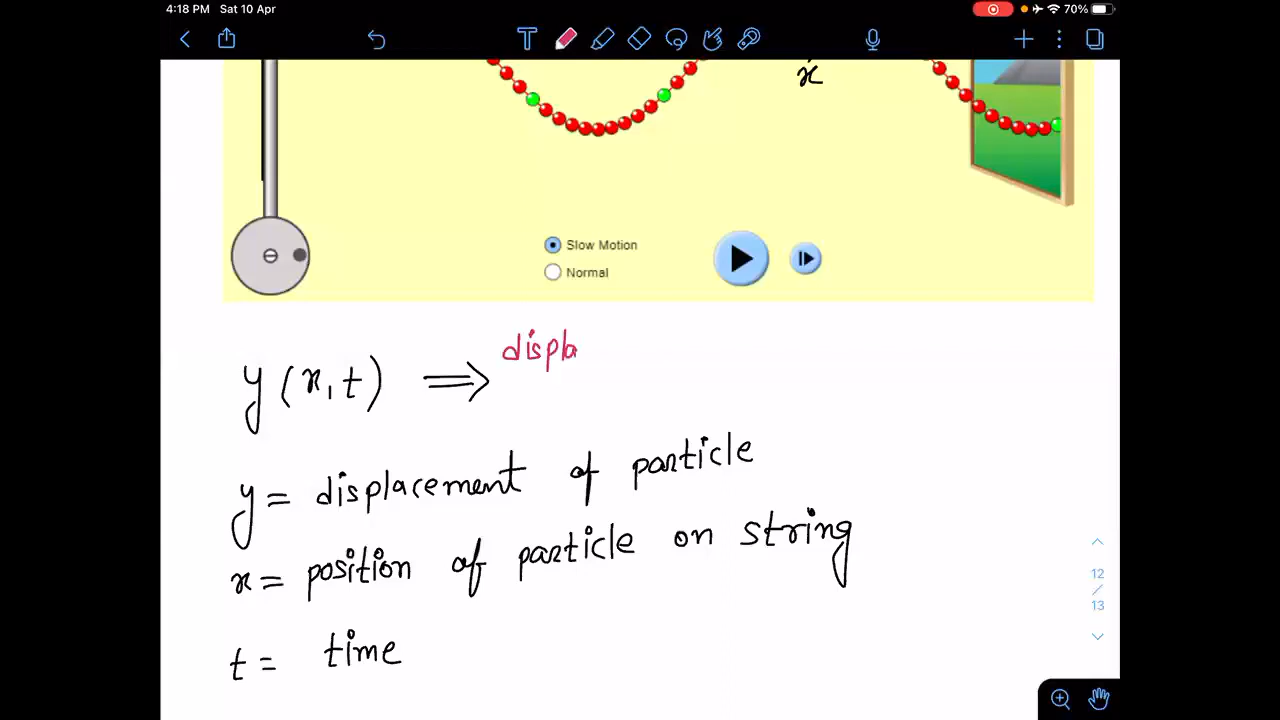 4:18 PM Sat 10 Apr
70%
x
Slow Motion
Normal
y(x,t) ⟹ displa
y = displacement of particle
x = position of particle on string
t = time
12
/
13